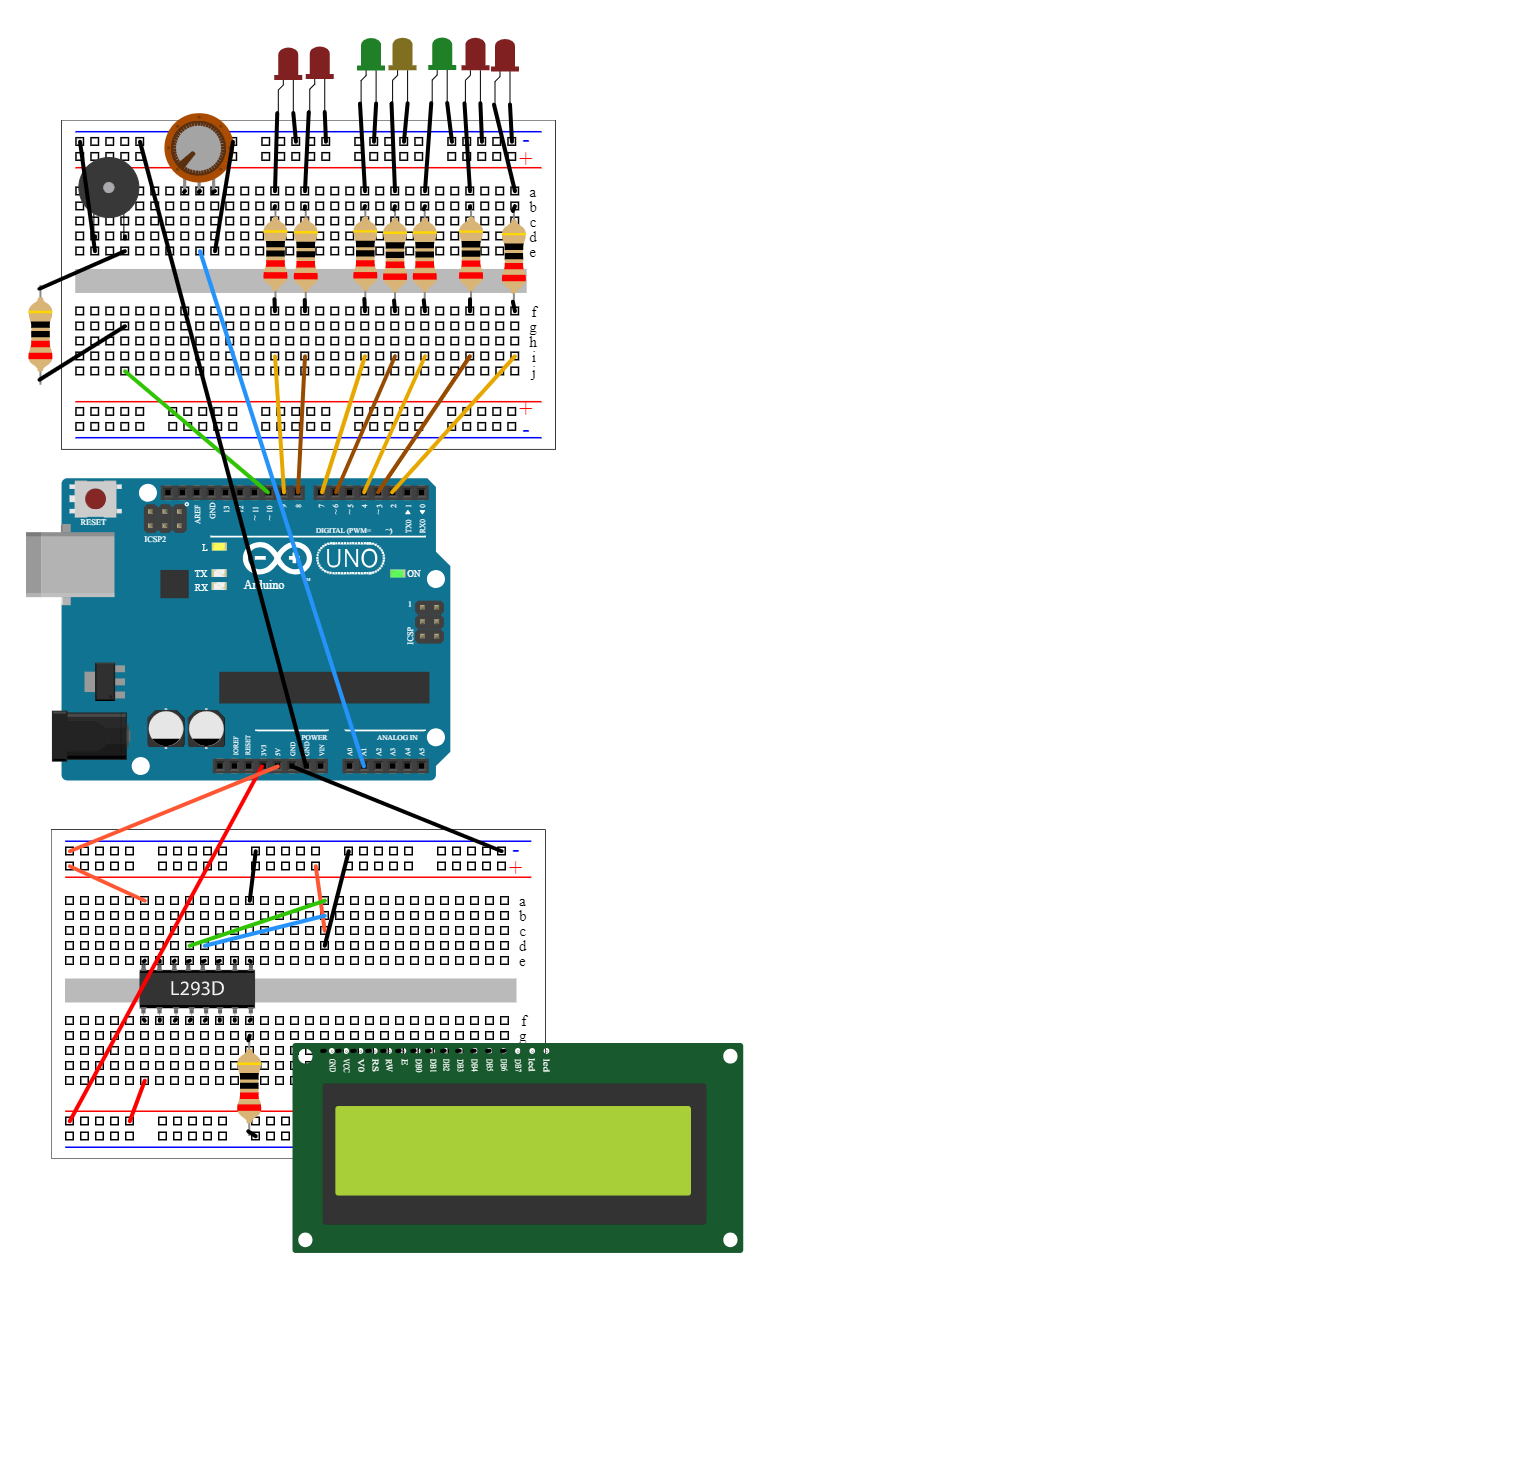 -
+
a
b
c
d
e
f
g
h
i
j
+
-
RESET
ICSP2
AREF
GND
13
~11
~10
9
8
7
~6
~5
4
~3
2
TX0 ▶ 1
RX0 ◀ 0
DIGITAL (PWM= ~)
L
TX
RX
UNO
ON
Arduino
1
ICSP
POWER
ANALOG IN
IOREF
RESET
3V3
5V
GND
GND
VIN
A0
A1
A2
A3
A4
A5
-
+
a
b
c
d
e
L293D
f
g
GND
VCC
VO
RS
RW
E
DB0
DB1
DB2
DB3
DB4
DB5
DB6
DB7
led
led